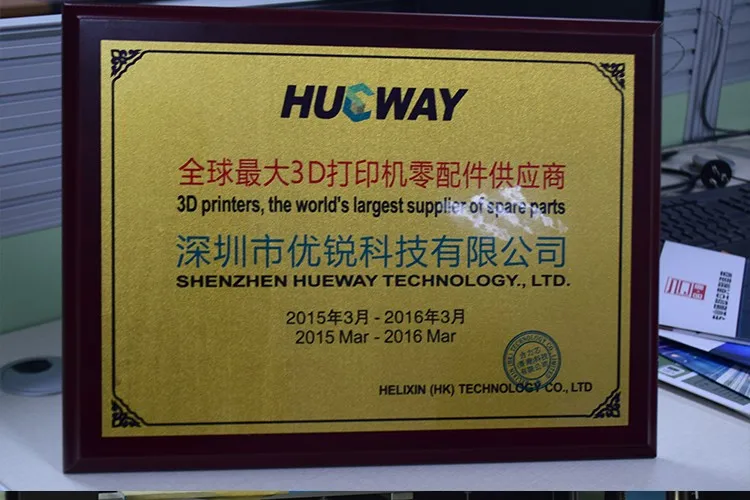 HUEWAY
全球最大3D打印机零配件供应商
3D printers, the world's largest supplier of spare parts
深圳市优锐科技有限公司
SHENZHEN HUEWAY TECHNOLOGY., LTD.
2015年3月 - 2016年3月
2015 Mar - 2016 Mar
HELIXIN (HK) TECHNOLOGY CO., LTD